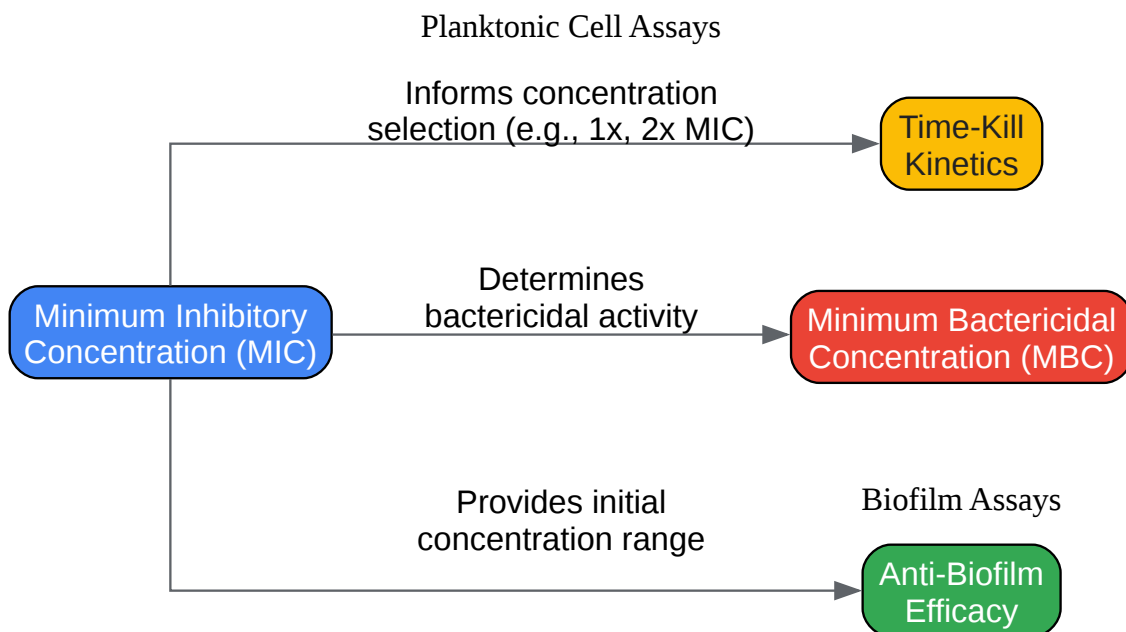 Planktonic Cell Assays
Informs concentration
selection (e.g., 1x, 2x MIC)
Time-Kill
Kinetics
Determines
bactericidal activity
Minimum Inhibitory
Concentration (MIC)
Minimum Bactericidal
Concentration (MBC)
Provides initial
concentration range
Biofilm Assays
Anti-Biofilm
Efficacy